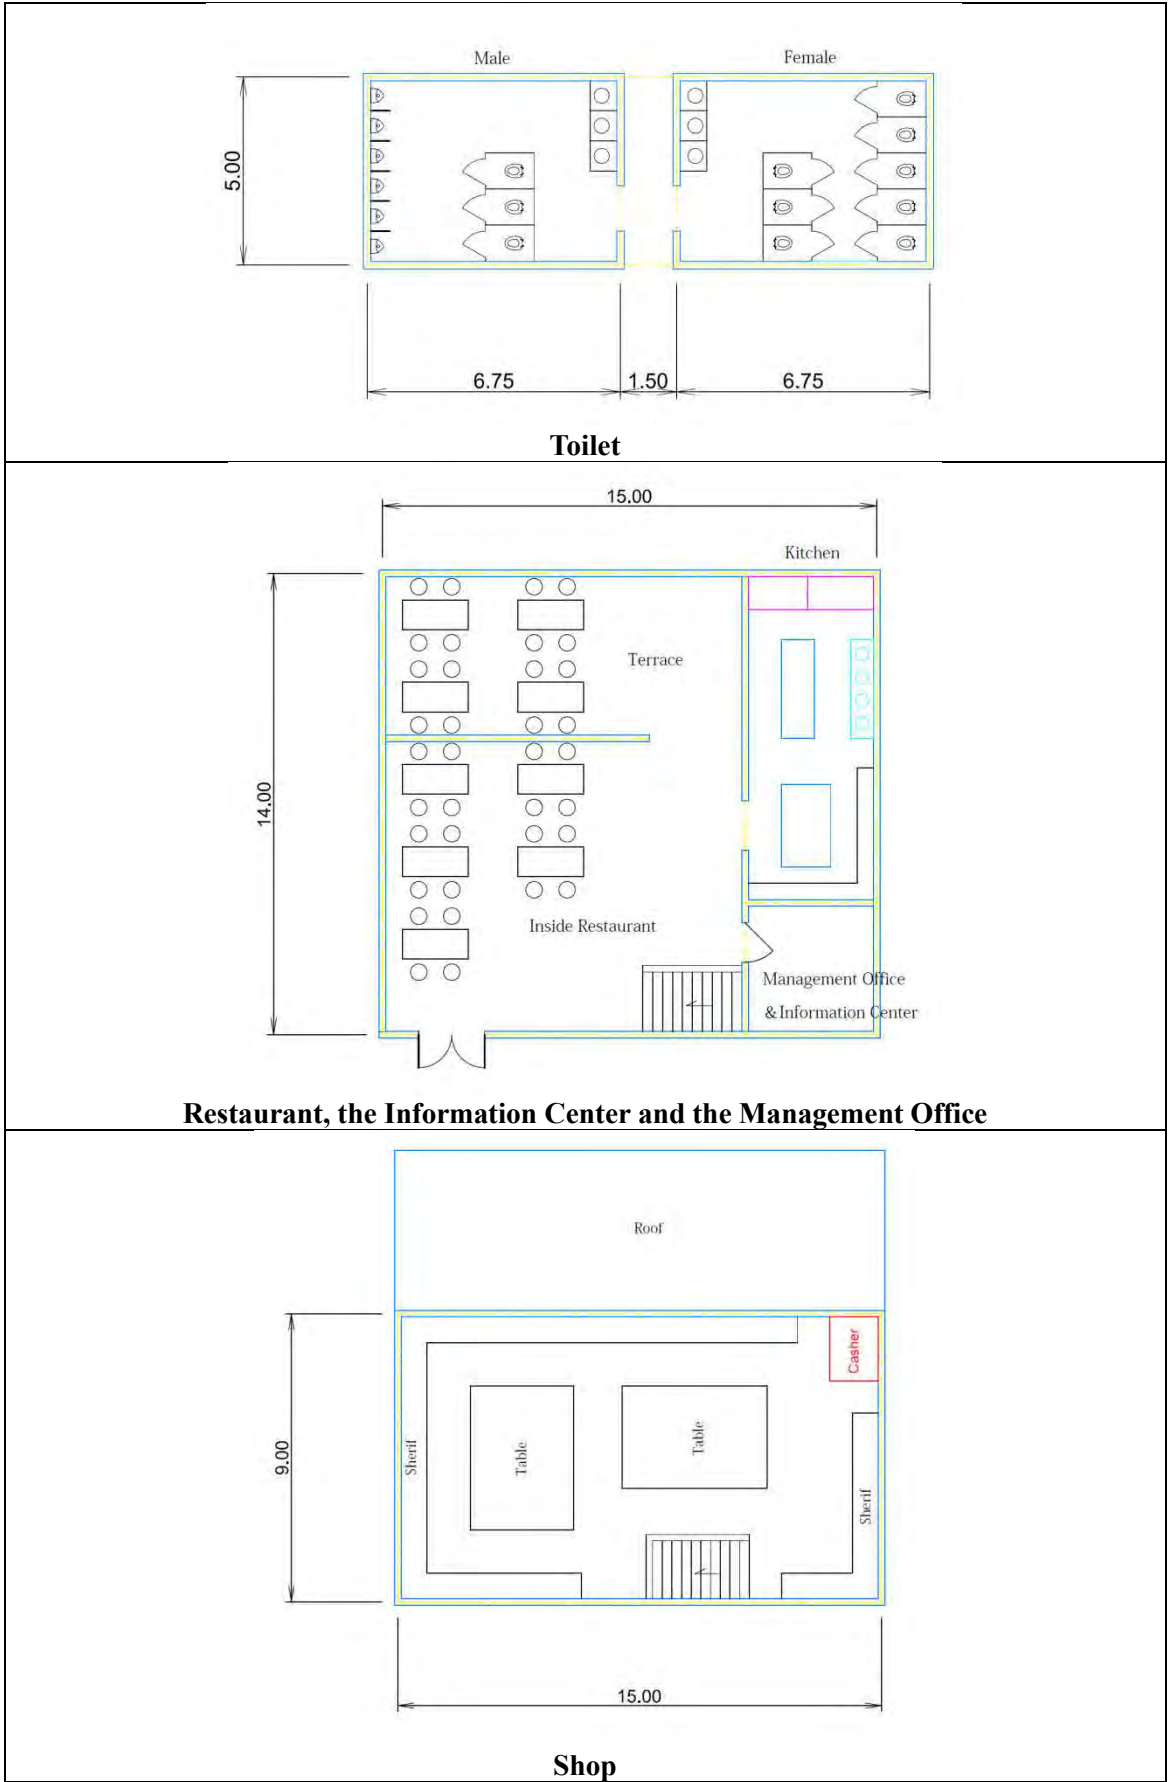 Male
Female
5.00
6.75
1.50
6.75
Toilet
15.00
Kitchen
Terrace
14.00
Inside Restaurant
Management Office
& Information Center
Restaurant, the Information Center and the Management Office
Roof
Casher
9.00
Sherif
Table
Table
Sherif
15.00
Shop